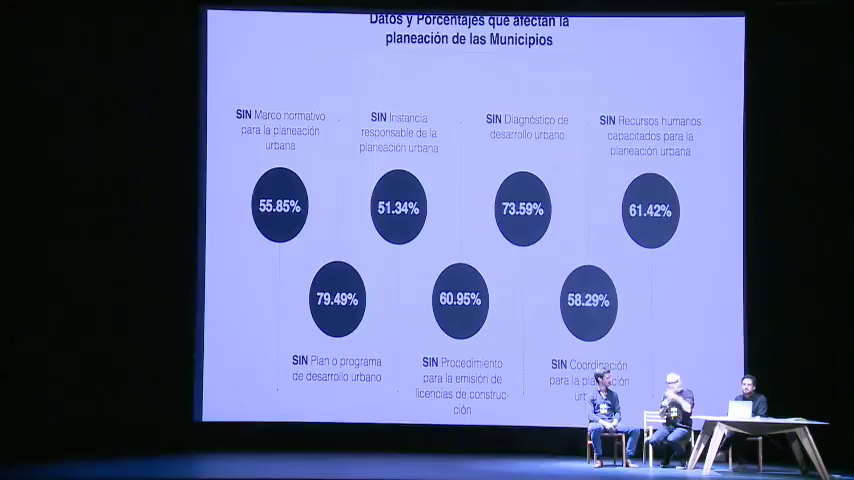 Datos y Porcentajes que afectan la
planeación de las Municipios
SIN Marco normativo
para la planeación
urbana
SIN Instancia
responsable de la
planeación urbana
SIN Diagnóstico de
desarrollo urbano
SIN Recursos humanos
capacitados para la
planeación urbana
55.85%
51.34%
73.59%
61.42%
79.49%
60.95%
58.29%
SIN Plan o programa
de desarrollo urbano
SIN Procedimiento
para la emisión de
licencias de construc-
ción
SIN Coordinación
para la